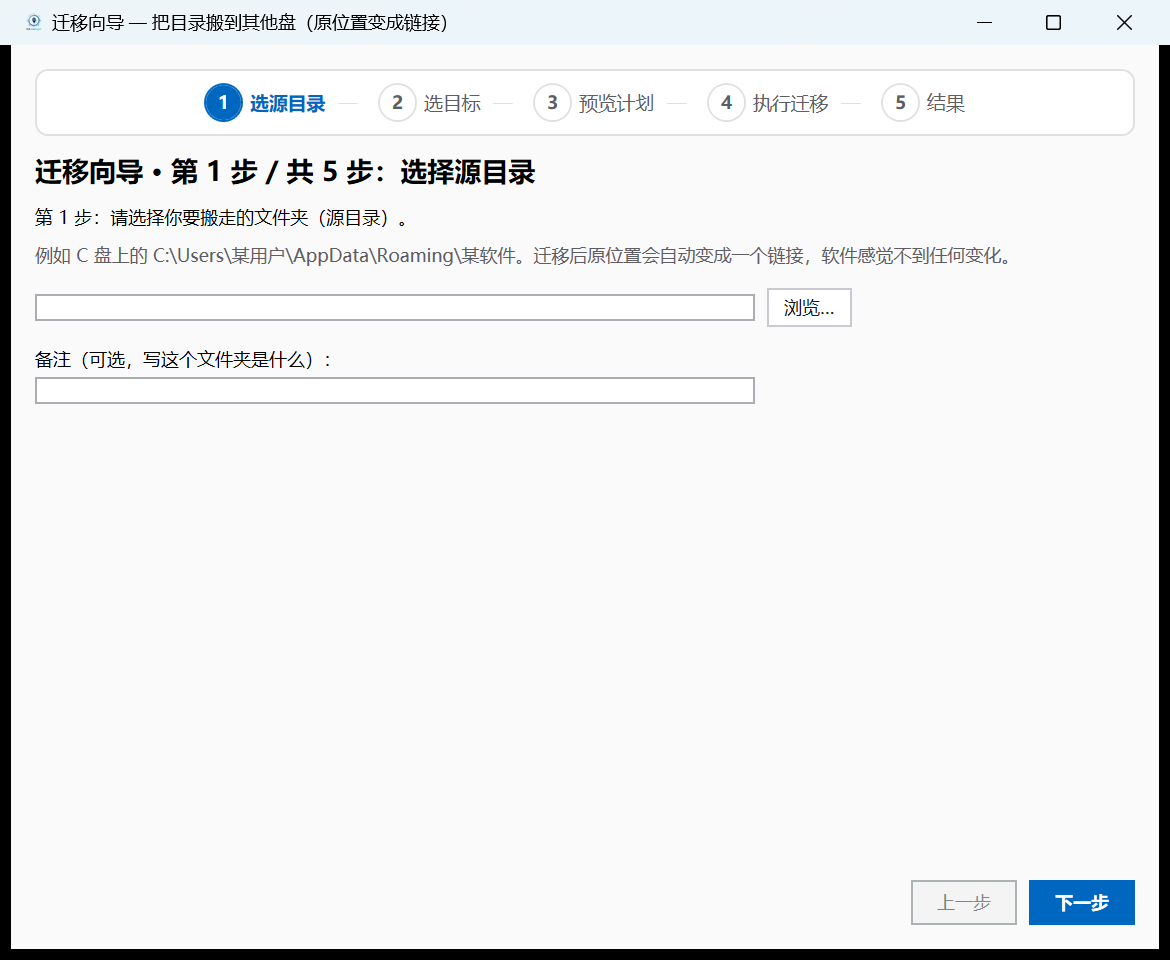 迁移向导 — 把目录搬到其他盘（原位置变成链接）
1 选源目录 2 选目标 3 预览计划 4 执行迁移 5 结果
迁移向导 • 第 1 步 / 共 5 步：选择源目录
第 1 步：请选择你要搬走的文件夹（源目录）。
例如 C 盘上的 C:\Users\某用户\AppData\Roaming\某软件。迁移后原位置会自动变成一个链接，软件感觉不到任何变化。
浏览...
备注（可选，写这个文件夹是什么）：
上一步 下一步